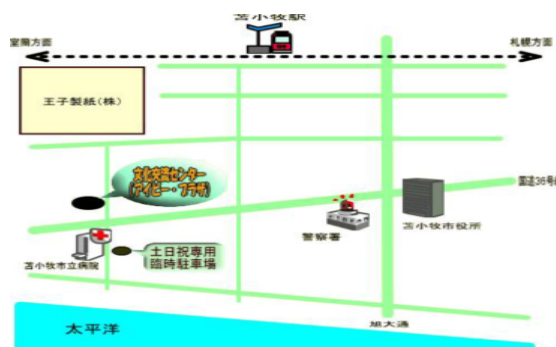 苫小牧駅
室蘭方面
札幌方面
王子製紙(株)
文化交流センター
(アイビー・プラザ)
国道36号線
苫小牧市役所
警察署
土日祝専用
臨時駐車場
苫小牧市立病院
旭大通
太平洋